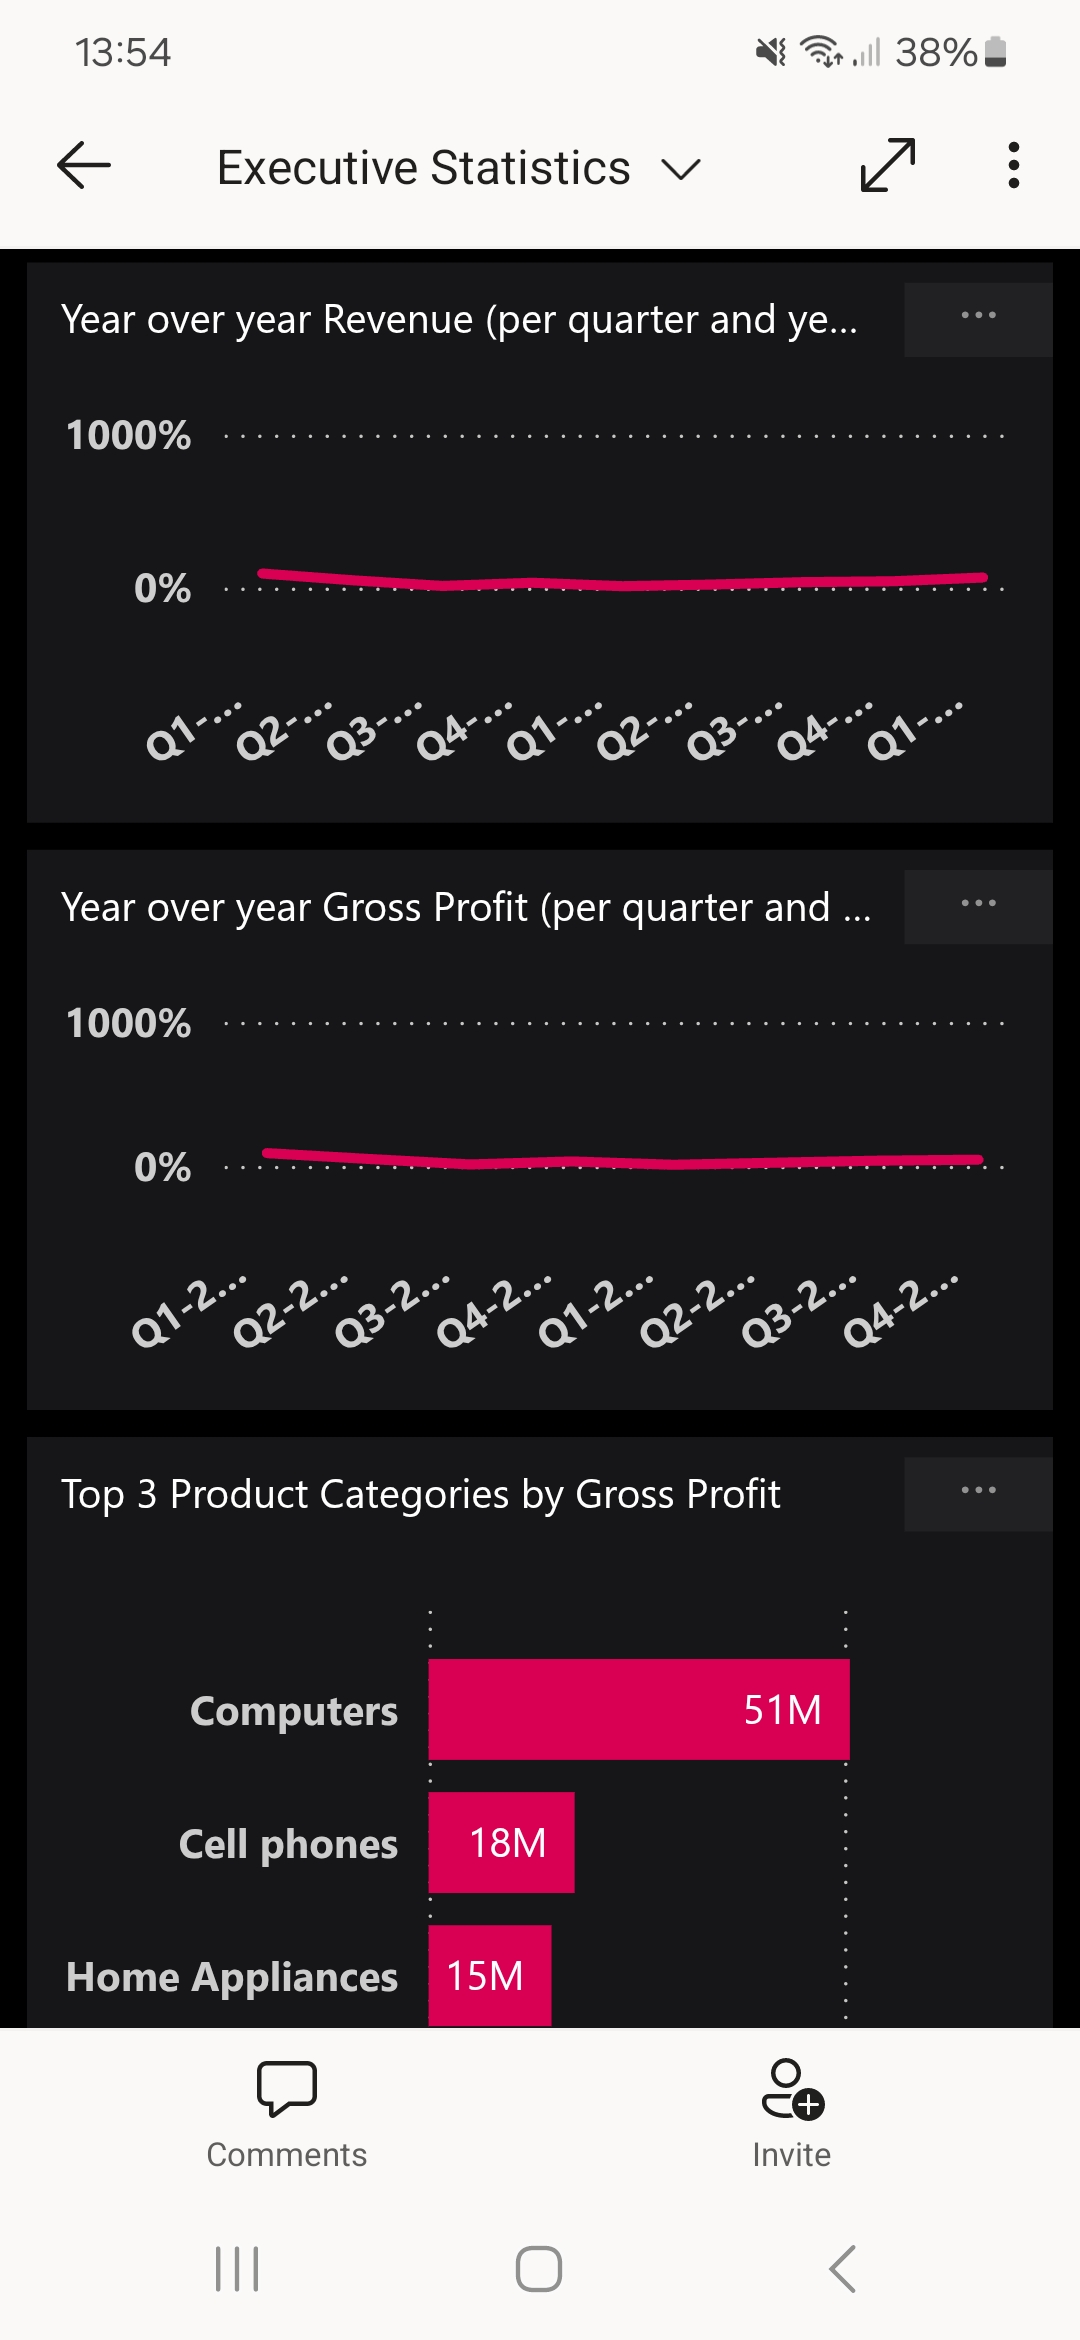 13:54
38%
Executive Statistics
Year over year Revenue (per quarter and ye...
...
1000%
0%
Q1-... Q2-... Q3-... Q4-... Q1-... Q2-... Q3-... Q4-... Q1-...
Year over year Gross Profit (per quarter and ...
...
1000%
0%
Q1-2... Q2-2... Q3-2... Q4-2... Q1-2... Q2-2... Q3-2... Q4-2...
Top 3 Product Categories by Gross Profit
...
Computers 51M
Cell phones 18M
Home Appliances 15M
Comments Invite